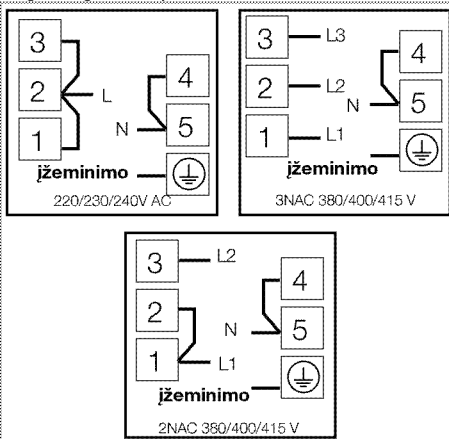 3
2
1
L
N
4
5
įžeminimo
220/230/240V AC
3
2
1
L3
L2
L1
N
4
5
įžeminimo
3NAC 380/400/415 V
3
2
1
L2
N
L1
4
5
įžeminimo
2NAC 380/400/415 V